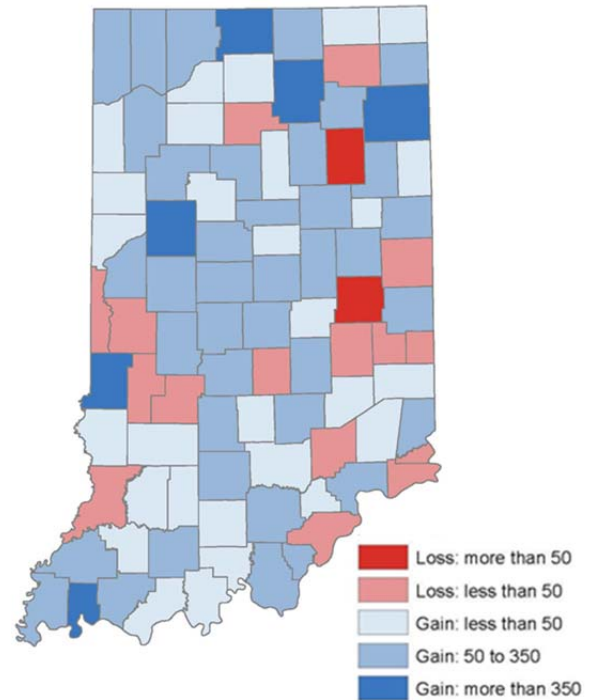 Loss: more than 50
Loss: less than 50
Gain: less than 50
Gain: 50 to 350
Gain: more than 350